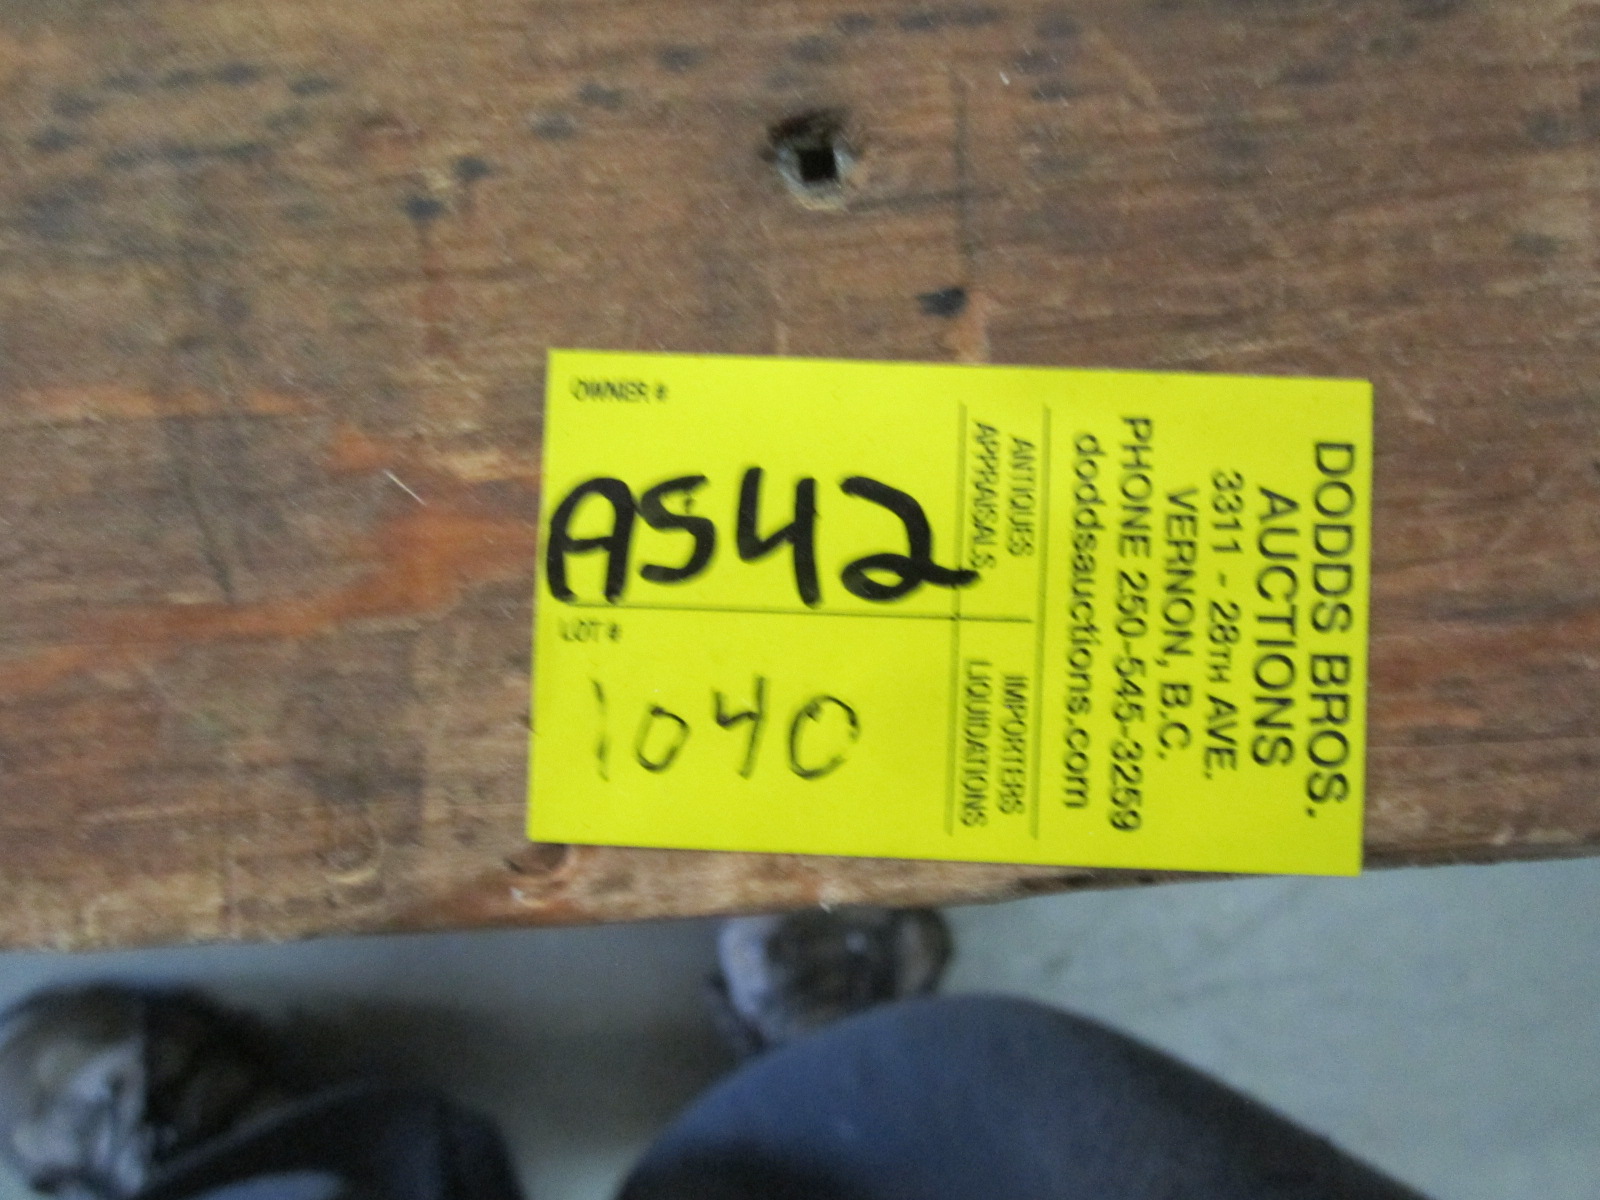 DODDS BROS.
AUCTIONS
3311 - 28TH AVE.
VERNON, B.C.
PHONE 250-545-3259
doddsauctions.com
ANTIQUES
APPRAISALS
IMPORTERS
LIQUIDATIONS
OWNER #
A542
LOT #
1040